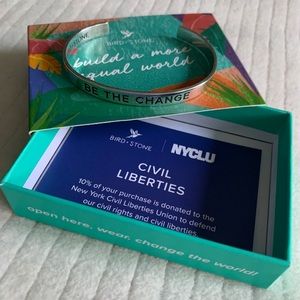 BIRD + STONE
build a more
equal world
STONE
BE THE CHANGE
BIRD + STONE
NYCLU
CIVIL
LIBERTIES
10% of your purchase is donated to the
New York Civil Liberties Union to defend
our civil rights and civil liberties.
open here, wear, change the world!